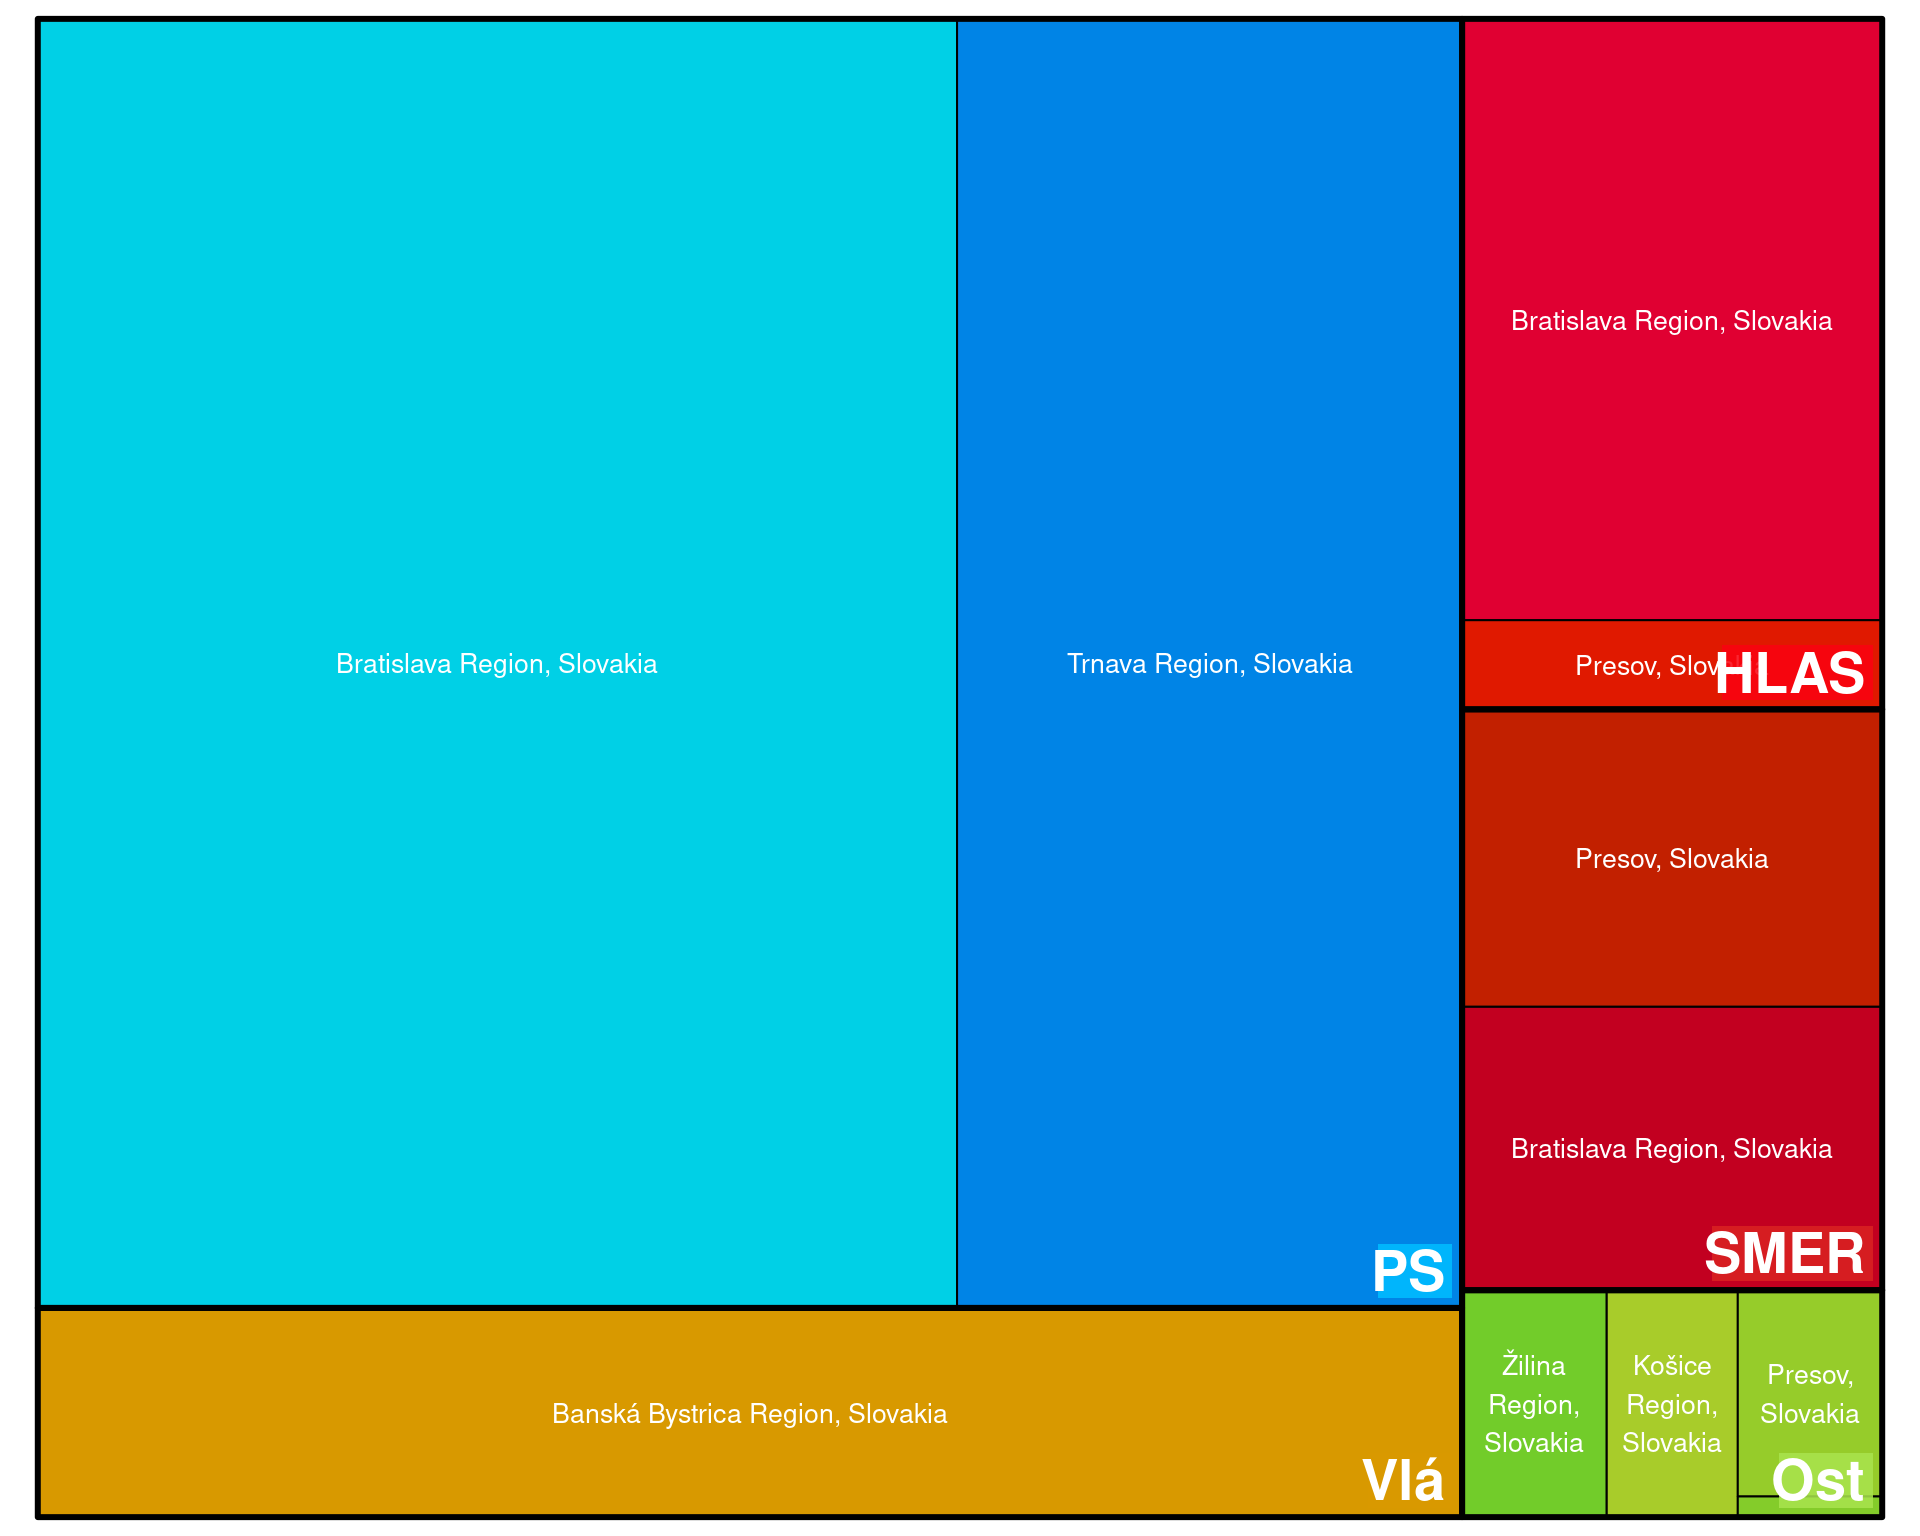 Bratislava Region, Slovakia
Trnava Region, Slovakia
PS
Banská Bystrica Region, Slovakia
Vlá
Bratislava Region, Slovakia
Presov, Slov
HLAS
Presov, Slovakia
Bratislava Region, Slovakia
SMER
Žilina
Region,
Slovakia
Košice
Region,
Slovakia
Presov,
Slovakia
Ost